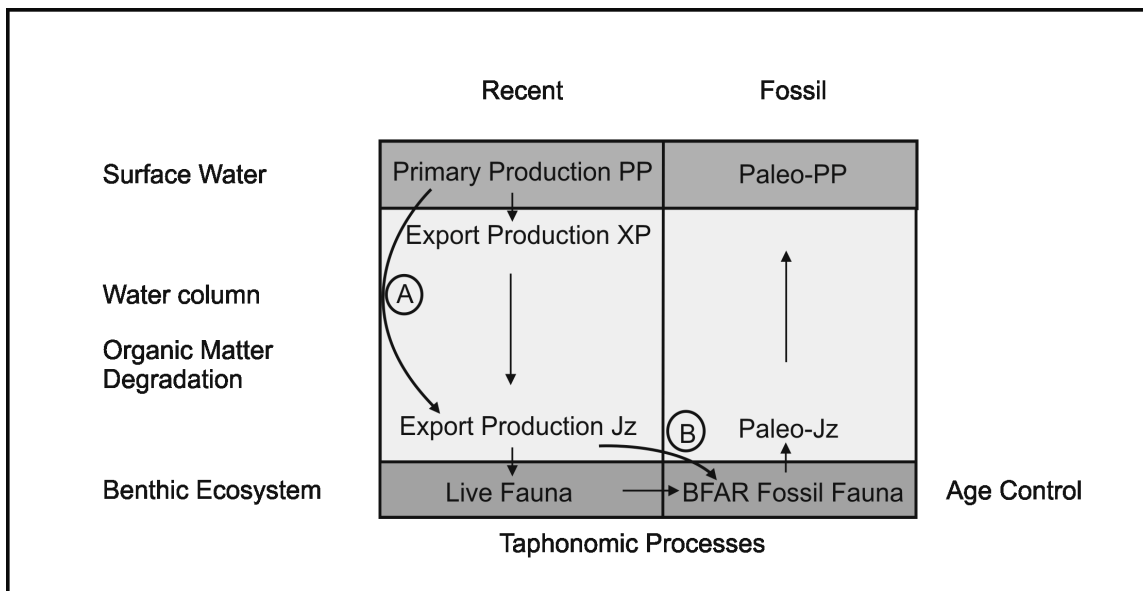 Recent Fossil
Surface Water Primary Production PP Paleo-PP
Export Production XP
Water column A
Organic Matter
Degradation
Export Production Jz B Paleo-Jz
Benthic Ecosystem Live Fauna BFAR Fossil Fauna Age Control
Taphonomic Processes